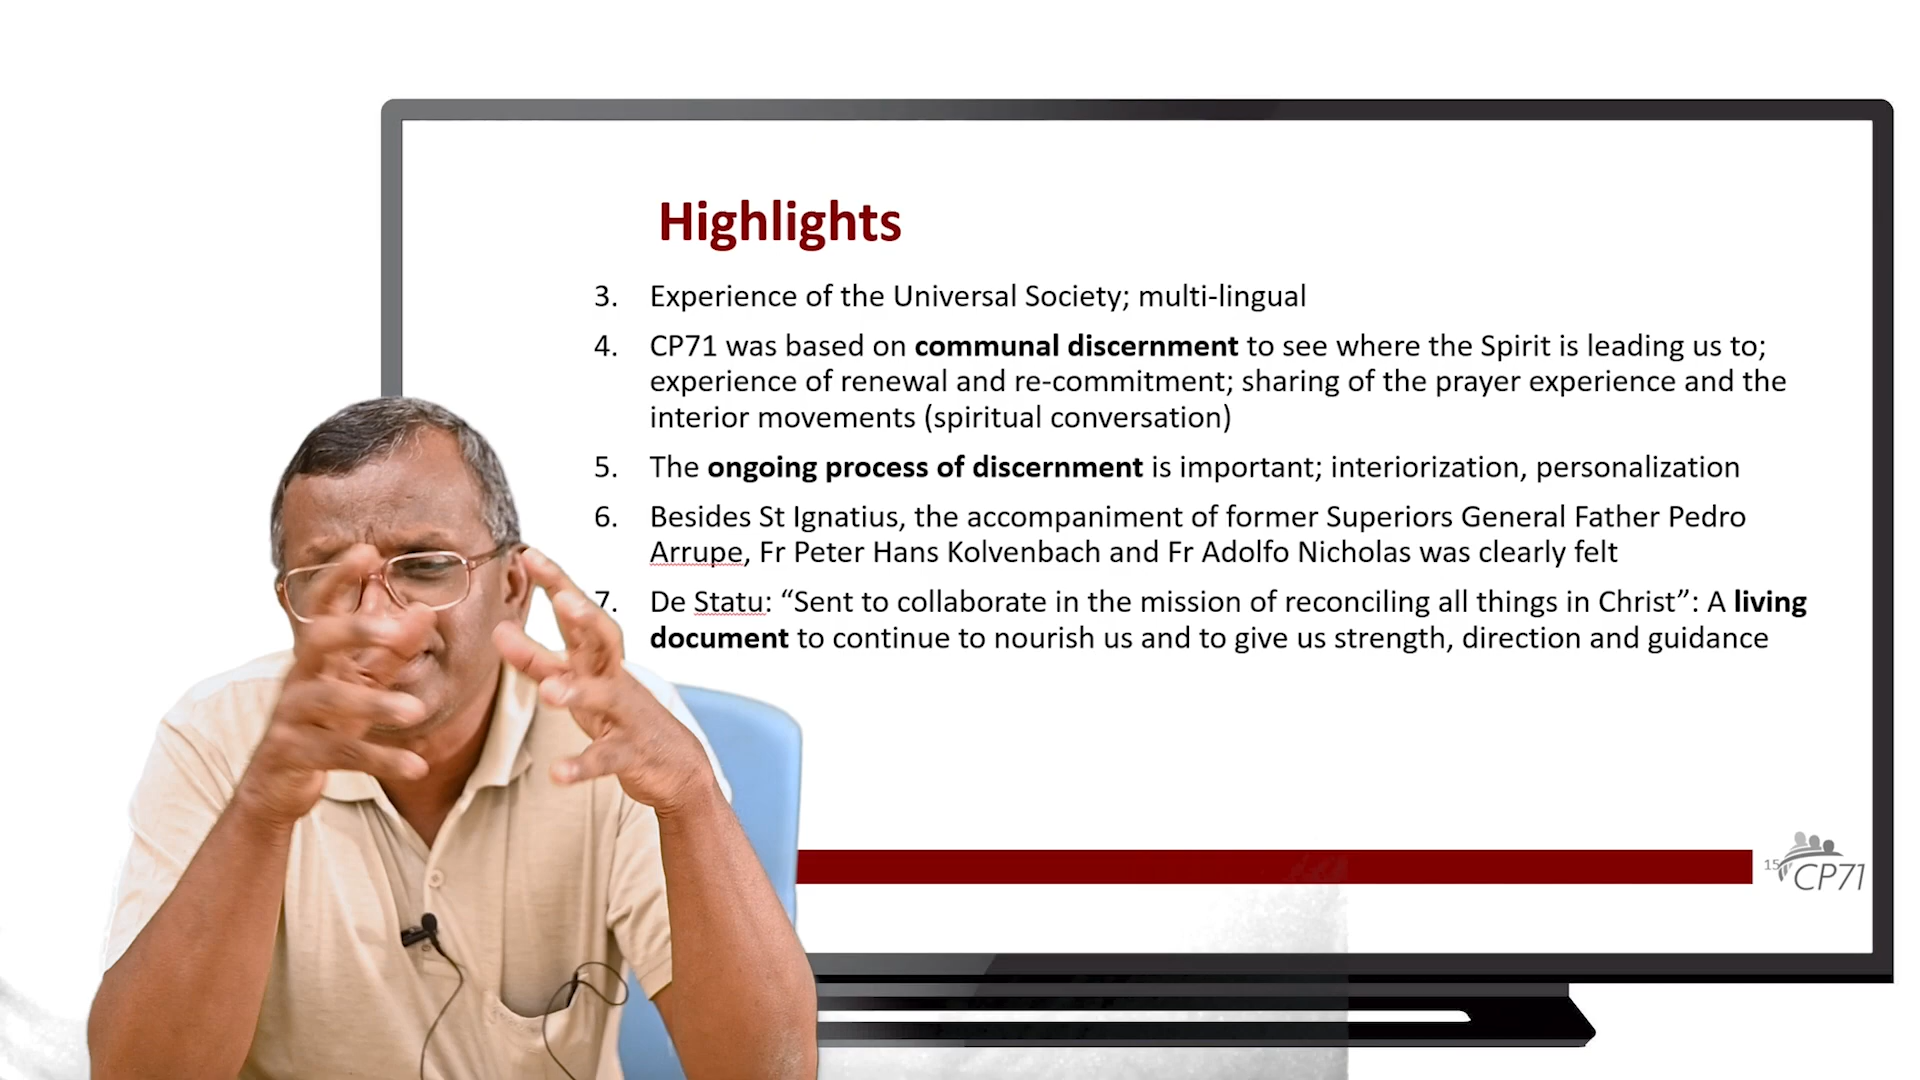 Highlights
3. Experience of the Universal Society; multi-lingual
4. CP71 was based on communal discernment to see where the Spirit is leading us to;
experience of renewal and re-commitment; sharing of the prayer experience and the
interior movements (spiritual conversation)
5. The ongoing process of discernment is important; interiorization, personalization
6. Besides St Ignatius, the accompaniment of former Superiors General Father Pedro
Arrupe, Fr Peter Hans Kolvenbach and Fr Adolfo Nicholas was clearly felt
7. De Statu: “Sent to collaborate in the mission of reconciling all things in Christ”: A living
document to continue to nourish us and to give us strength, direction and guidance
15
CP71